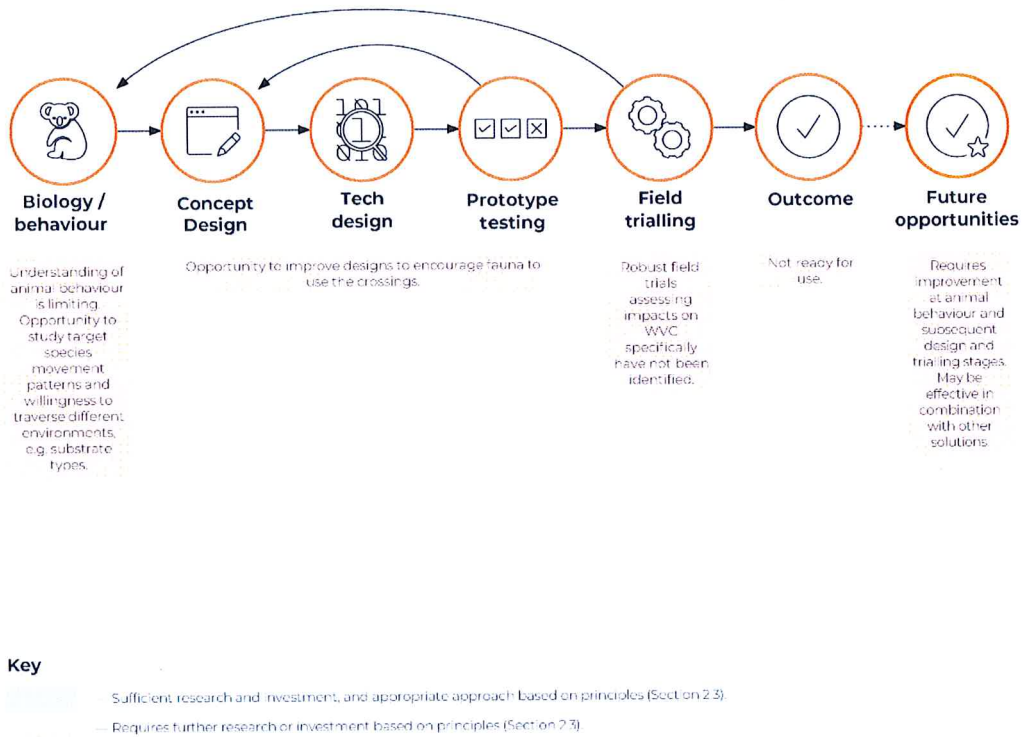 Biology /
behaviour
Concept
Design
Tech
design
Prototype
testing
Field
trialling
Outcome
Future
opportunities
Understanding of
animal behaviour
is limiting.
Opportunity to
study target
species
movement
patterns and
willingness to
traverse different
environments,
e.g. substrate
types.
Opportunity to improve designs to encourage fauna to
use the crossings.
Robust field
trials
assessing
impacts on
WVC
specifically
have not been
identified.
Not ready for
use.
Requires
improvement
at animal
behaviour and
subsequent
design and
trialling stages.
May be
effective in
combination
with other
solutions.
Key
— Sufficient research and investment, and appropriate approach based on principles (Section 2.3).
— Requires further research or investment based on principles (Section 2.3).